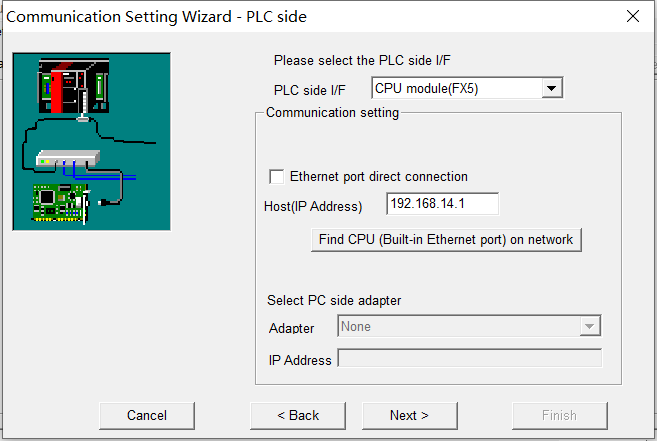 Communication Setting Wizard - PLC side
Please select the PLC side I/F
PLC side I/F CPU module(FX5)
Communication setting
Ethernet port direct connection
Host(IP Address) 192.168.14.1
Find CPU (Built-in Ethernet port) on network
Select PC side adapter
Adapter None
IP Address
Cancel < Back Next > Finish